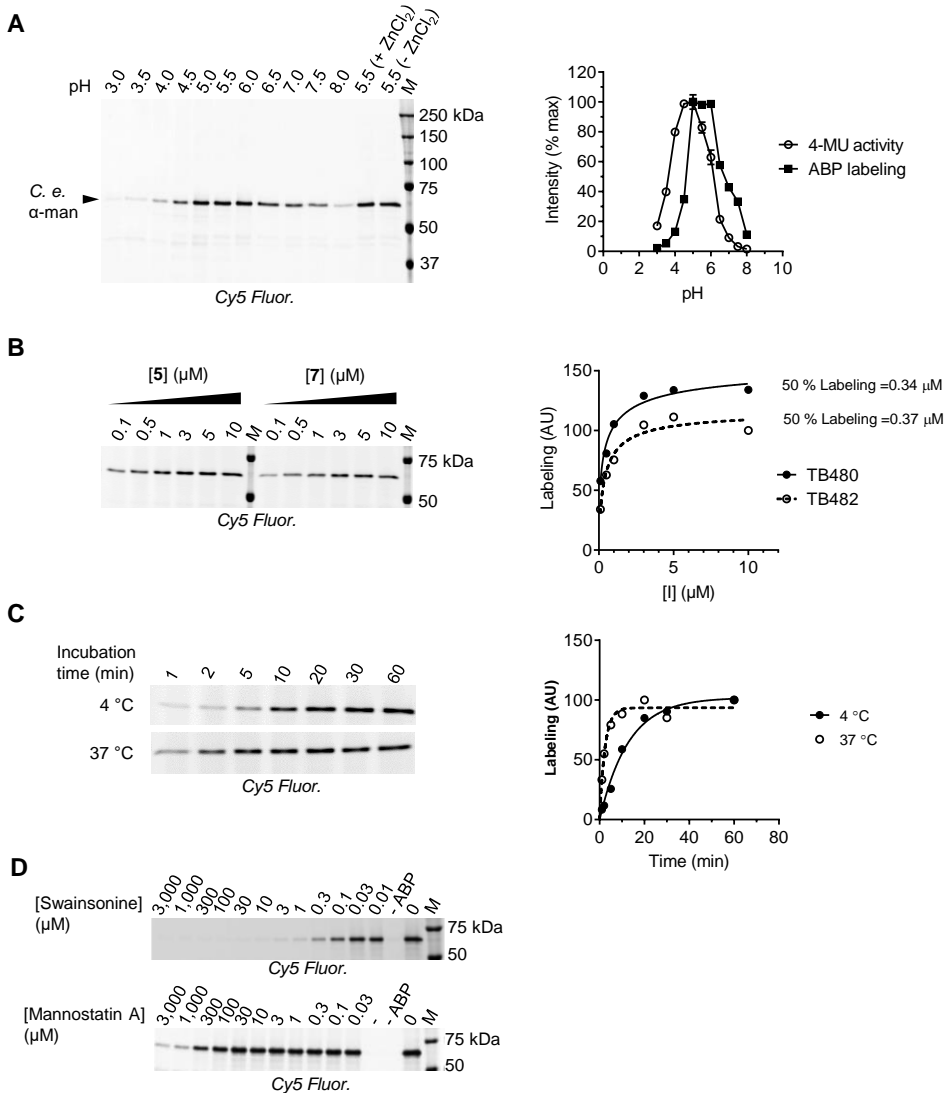 A
pH
3.0 3.5 4.0 4.5 5.0 5.5 6.0 6.5 7.0 7.5 8.0 5.5 (+ ZnCl2) 5.5 (- ZnCl2) M
250 kDa
150
100
75
50
37
C. e.
α-man
Cy5 Fluor.
Intensity (% max)
120
100
80
60
40
20
0
0 2 4 6 8 10
pH
4-MU activity
ABP labeling
B
[5] (µM) [7] (µM)
0.1 0.5 1 3 5 10 M 0.1 0.5 1 3 5 10 M
75 kDa
50
Cy5 Fluor.
Labeling (AU)
150
100
50
0
0 5 10
[I] (µM)
50 % Labeling =0.34 µM
50 % Labeling =0.37 µM
TB480
TB482
C
Incubation
time (min)
1 2 5 10 20 30 60
4 °C
37 °C
Cy5 Fluor.
Labeling (AU)
150
100
50
0
0 20 40 60 80
Time (min)
4 °C
37 °C
D
[Swainsonine]
(µM)
3,000 1,000 300 100 30 10 3 1 0.3 0.1 0.03 0.01 - ABP 0 M
75 kDa
50
Cy5 Fluor.
[Mannostatin A]
(µM)
3,000 1,000 300 100 30 10 3 1 0.3 0.1 0.03 - - ABP 0 M
75 kDa
50
Cy5 Fluor.